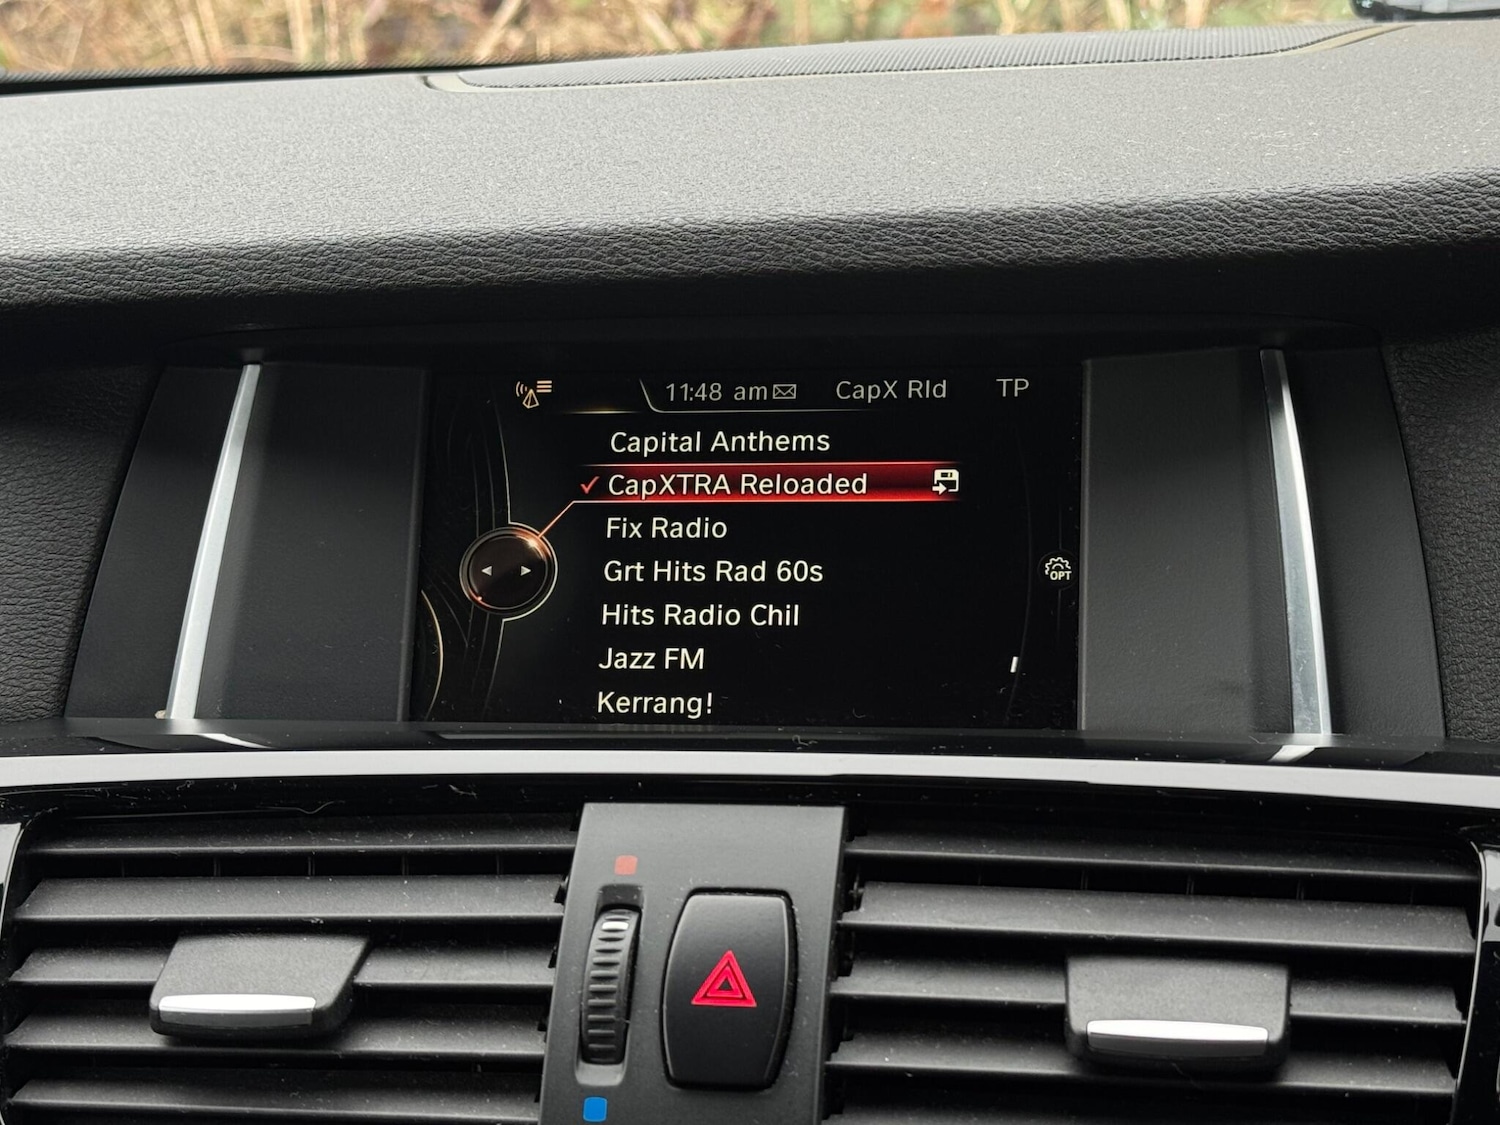 11:48 am CapX Rld TP
Capital Anthems
CapXTRA Reloaded
Fix Radio
Grt Hits Rad 60s
OPT
Hits Radio Chil
Jazz FM
Kerrang!